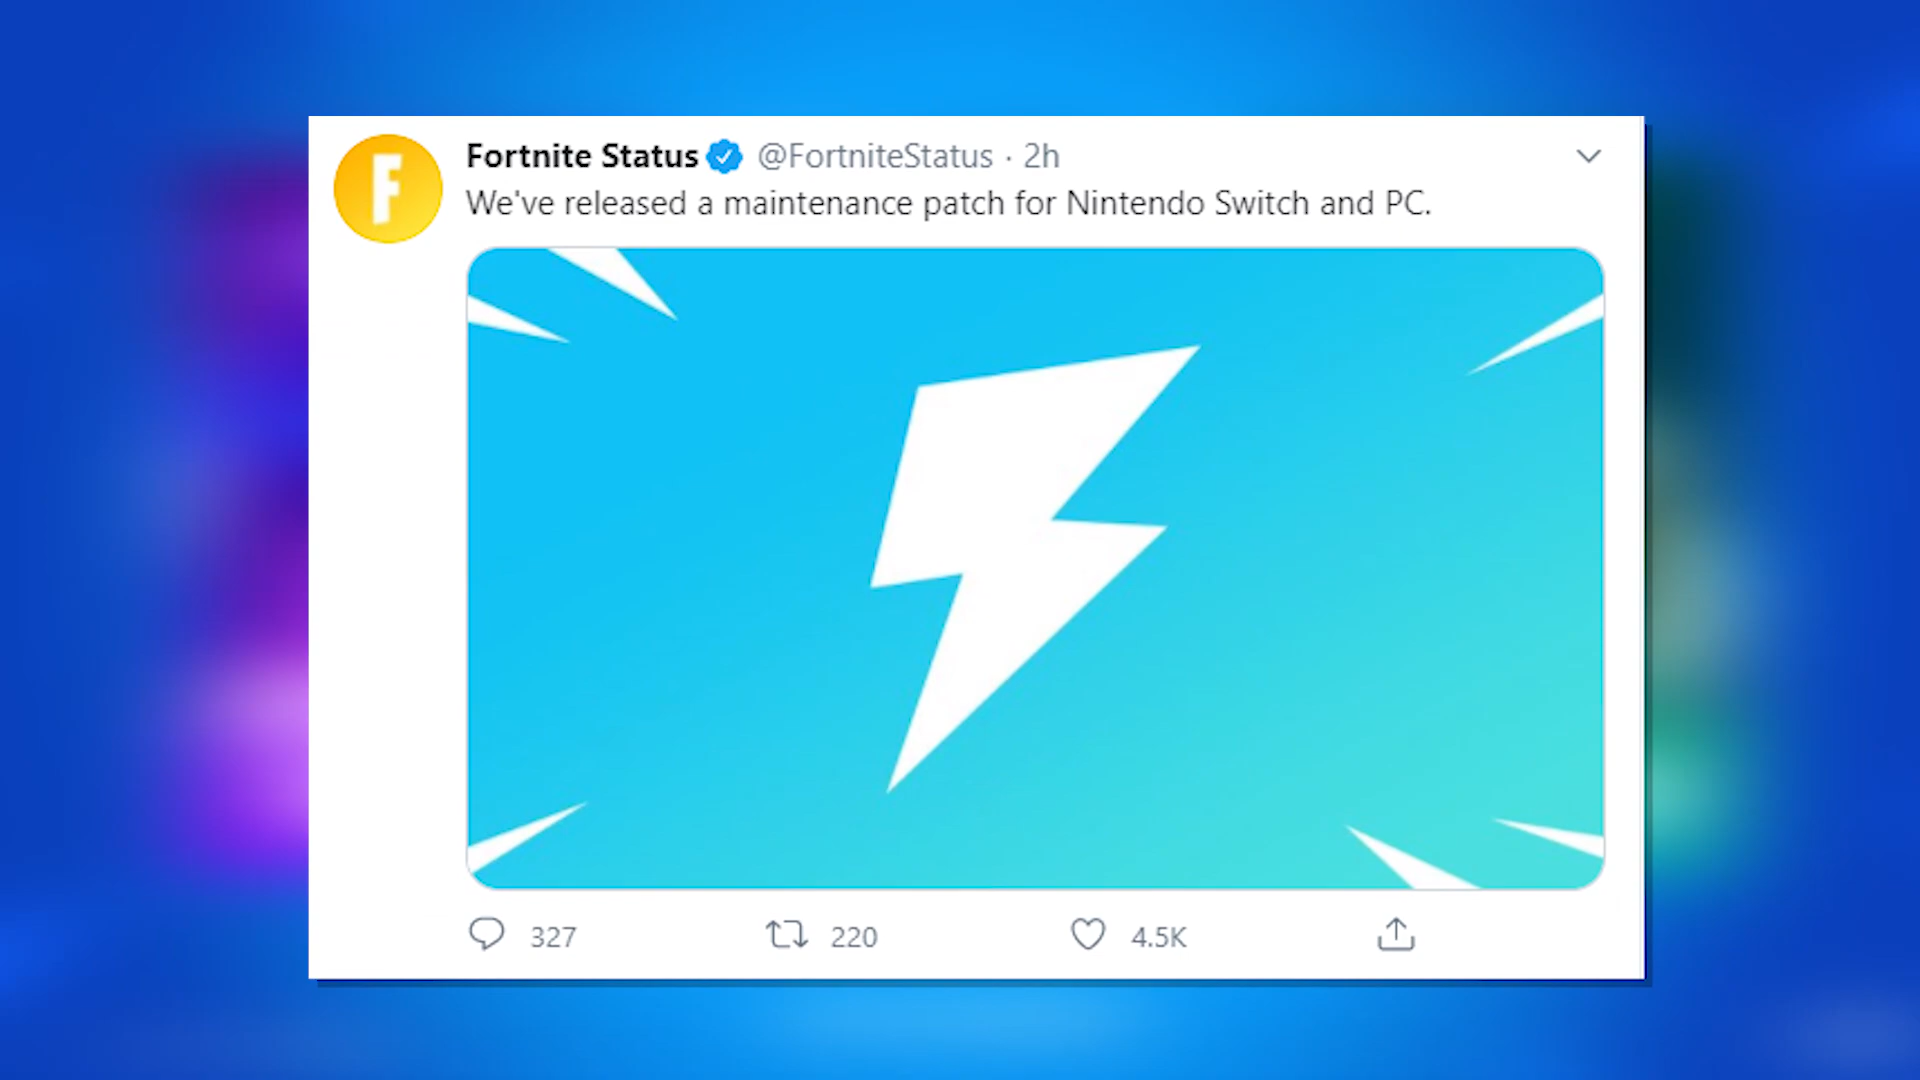 Fortnite Status @FortniteStatus · 2h
We've released a maintenance patch for Nintendo Switch and PC.
327 220 4.5K